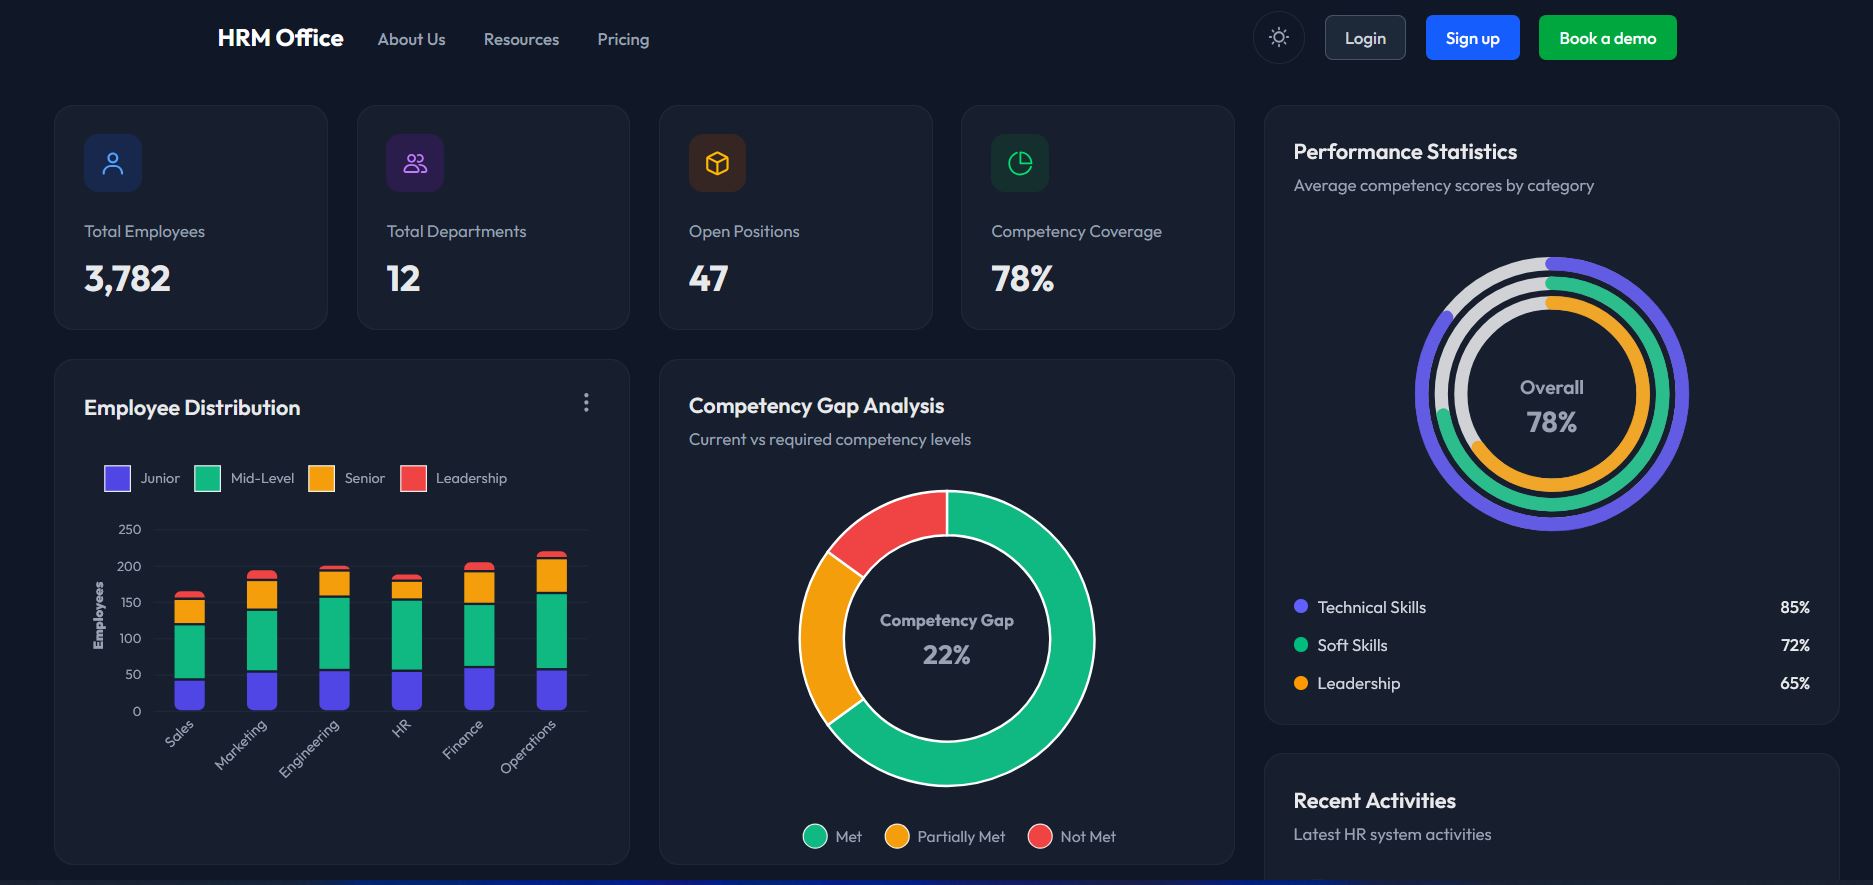 HRM Office
About Us
Resources
Pricing
Login
Sign up
Book a demo
Total Employees
3,782
Total Departments
12
Open Positions
47
Competency Coverage
78%
Performance Statistics
Average competency scores by category
Overall
78%
Technical Skills 85%
Soft Skills 72%
Leadership 65%
Employee Distribution
Junior
Mid-Level
Senior
Leadership
Employees
250
200
150
100
50
0
Sales
Marketing
Engineering
HR
Finance
Operations
Competency Gap Analysis
Current vs required competency levels
Competency Gap
22%
Met
Partially Met
Not Met
Recent Activities
Latest HR system activities